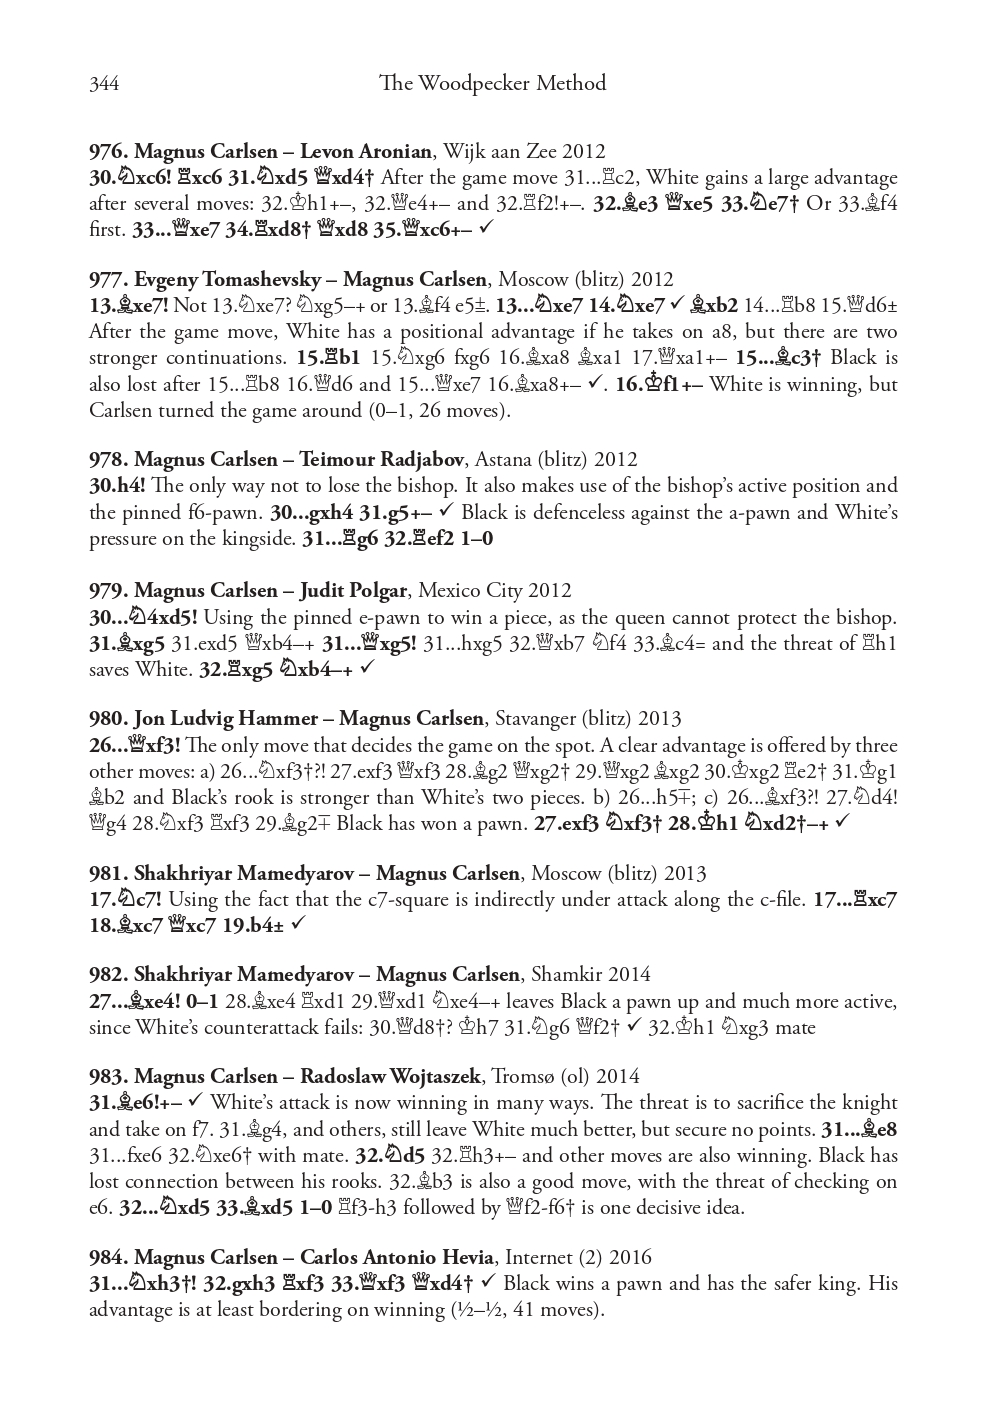 344 The Woodpecker Method
976. Magnus Carlsen – Levon Aronian, Wijk aan Zee 2012
30.♘xc6! ♖xc6 31.♘xd5 ♕xd4† After the game move 31...♖c2, White gains a large advantage
after several moves: 32.♔h1+–, 32.♕e4+– and 32.♖f2!+–. 32.♗e3 ♕xe5 33.♘e7† Or 33.♗f4
first. 33...♕xe7 34.♖xd8† ♕xd8 35.♕xc6+– ✓
977. Evgeny Tomashevsky – Magnus Carlsen, Moscow (blitz) 2012
13.♗xe7! Not 13.♘xe7? ♘xg5–+ or 13.♗f4 e5±. 13...♘xe7 14.♘xe7 ✓ ♗xb2 14...♖b8 15.♕d6±
After the game move, White has a positional advantage if he takes on a8, but there are two
stronger continuations. 15.♖b1 15.♘xg6 fxg6 16.♗xa8 ♗xa1 17.♕xa1+– 15...♗c3† Black is
also lost after 15...♖b8 16.♕d6 and 15...♕xe7 16.♗xa8+– ✓. 16.♔f1+– White is winning, but
Carlsen turned the game around (0–1, 26 moves).
978. Magnus Carlsen – Teimour Radjabov, Astana (blitz) 2012
30.h4! The only way not to lose the bishop. It also makes use of the bishop’s active position and
the pinned f6-pawn. 30...gxh4 31.g5+– ✓ Black is defenceless against the a-pawn and White’s
pressure on the kingside. 31...♖g6 32.♖ef2 1–0
979. Magnus Carlsen – Judit Polgar, Mexico City 2012
30...♘4xd5! Using the pinned e-pawn to win a piece, as the queen cannot protect the bishop.
31.♗xg5 31.exd5 ♕xb4–+ 31...♕xg5! 31...hxg5 32.♕xb7 ♘f4 33.♗c4= and the threat of ♖h1
saves White. 32.♖xg5 ♘xb4–+ ✓
980. Jon Ludvig Hammer – Magnus Carlsen, Stavanger (blitz) 2013
26...♕xf3! The only move that decides the game on the spot. A clear advantage is offered by three
other moves: a) 26...♘xf3†?! 27.exf3 ♕xf3 28.♗g2 ♕xg2† 29.♕xg2 ♗xg2 30.♔xg2 ♖e2† 31.♔g1
♗b2 and Black’s rook is stronger than White’s two pieces. b) 26...h5∓; c) 26...♗xf3?! 27.♘d4!
♕g4 28.♘xf3 ♖xf3 29.♗g2∓ Black has won a pawn. 27.exf3 ♘xf3† 28.♔h1 ♘xd2†–+ ✓
981. Shakhriyar Mamedyarov – Magnus Carlsen, Moscow (blitz) 2013
17.♘c7! Using the fact that the c7-square is indirectly under attack along the c-file. 17...♖xc7
18.♗xc7 ♕xc7 19.b4± ✓
982. Shakhriyar Mamedyarov – Magnus Carlsen, Shamkir 2014
27...♗xe4! 0–1 28.♗xe4 ♖xd1 29.♕xd1 ♘xe4–+ leaves Black a pawn up and much more active,
since White’s counterattack fails: 30.♕d8†? ♔h7 31.♘g6 ♕f2† ✓ 32.♔h1 ♘xg3 mate
983. Magnus Carlsen – Radoslaw Wojtaszek, Tromsø (ol) 2014
31.♗e6!+– ✓ White’s attack is now winning in many ways. The threat is to sacrifice the knight
and take on f7. 31.♗g4, and others, still leave White much better, but secure no points. 31...♗e8
31...fxe6 32.♘xe6† with mate. 32.♘d5 32.♖h3+– and other moves are also winning. Black has
lost connection between his rooks. 32.♗b3 is also a good move, with the threat of checking on
e6. 32...♘xd5 33.♗xd5 1–0 ♖f3-h3 followed by ♕f2-f6† is one decisive idea.
984. Magnus Carlsen – Carlos Antonio Hevia, Internet (2) 2016
31...♘xh3†! 32.gxh3 ♖xf3 33.♕xf3 ♕xd4† ✓ Black wins a pawn and has the safer king. His
advantage is at least bordering on winning (½–½, 41 moves).